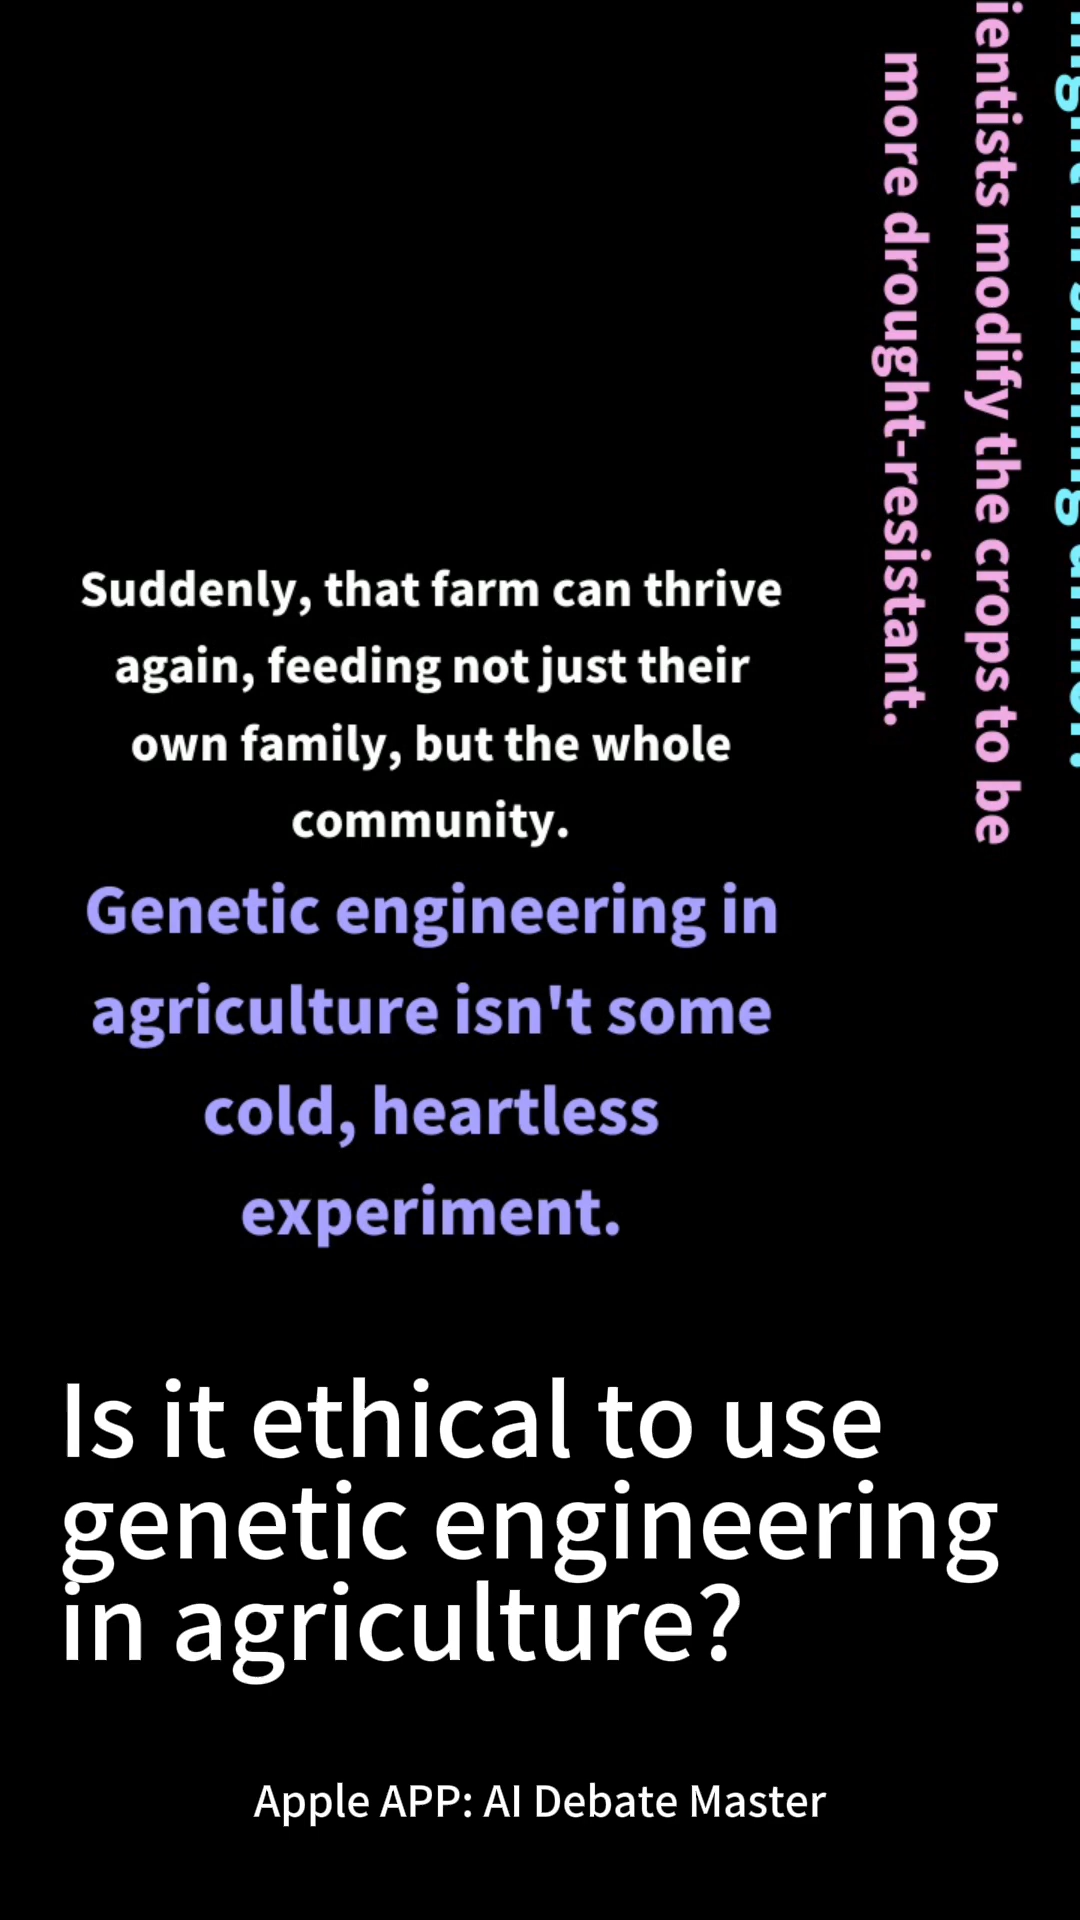 entists modify the crops to be
more drought-resistant.
Suddenly, that farm can thrive
again, feeding not just their
own family, but the whole
community.
Genetic engineering in
agriculture isn't some
cold, heartless
experiment.
Is it ethical to use
genetic engineering
in agriculture?
Apple APP: AI Debate Master